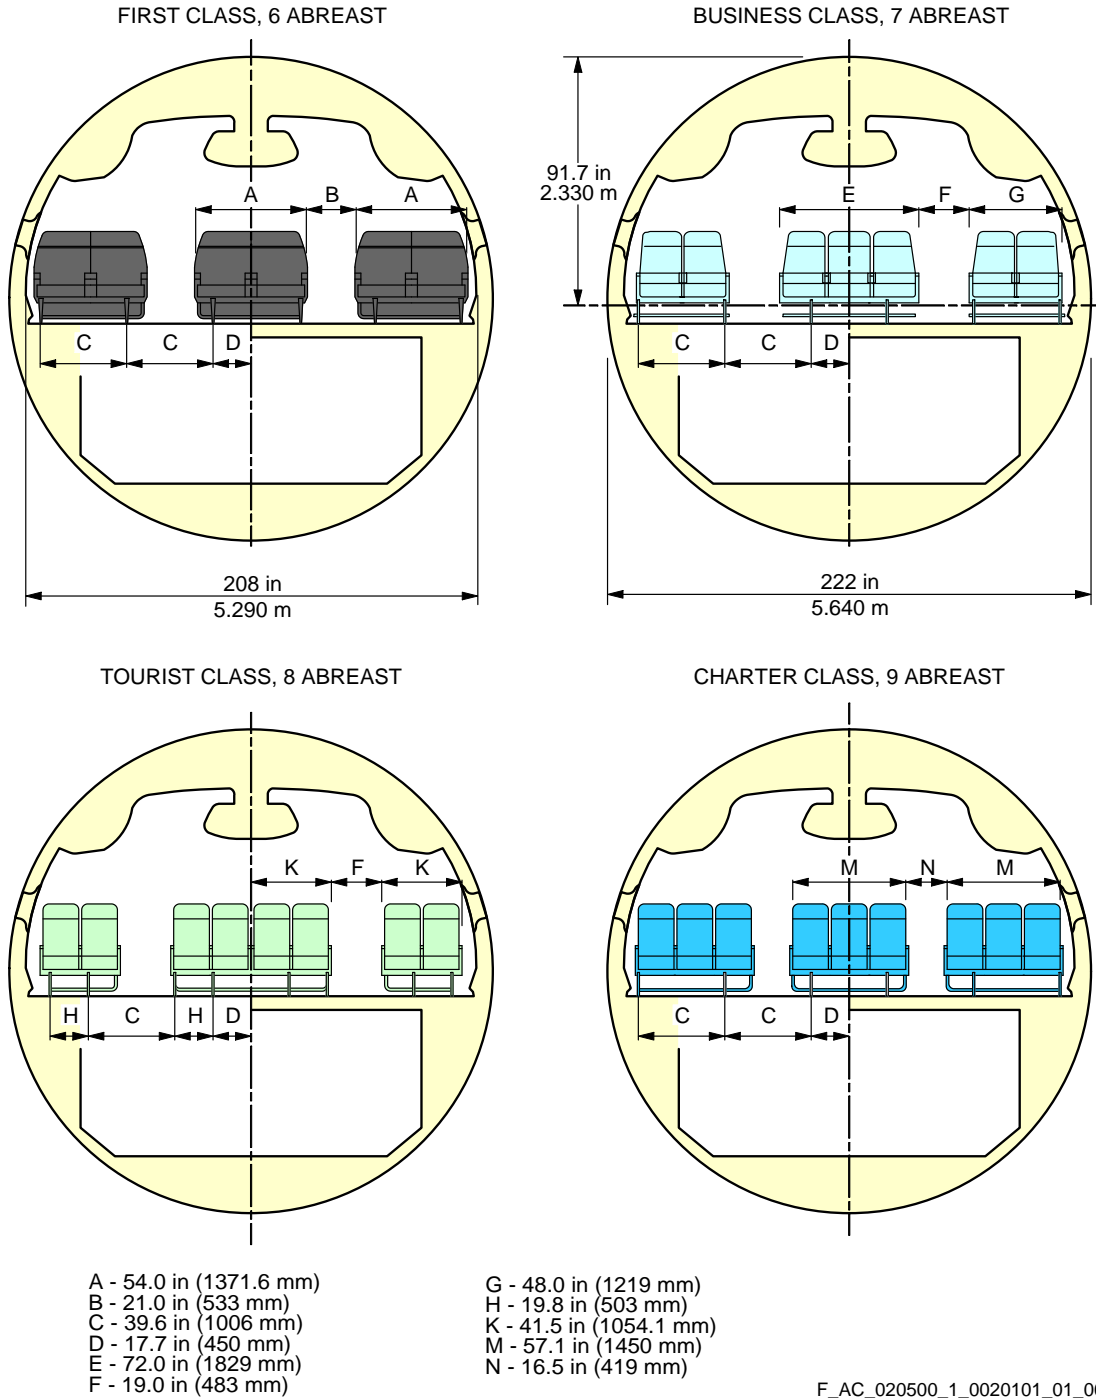 FIRST CLASS, 6 ABREAST
BUSINESS CLASS, 7 ABREAST
91.7 in
2.330 m
A B A
E F G
C C D
C C D
208 in
5.290 m
222 in
5.640 m
TOURIST CLASS, 8 ABREAST
CHARTER CLASS, 9 ABREAST
K F K
M N M
H C H D
C C D
A - 54.0 in (1371.6 mm)
B - 21.0 in (533 mm)
C - 39.6 in (1006 mm)
D - 17.7 in (450 mm)
E - 72.0 in (1829 mm)
F - 19.0 in (483 mm)
G - 48.0 in (1219 mm)
H - 19.8 in (503 mm)
K - 41.5 in (1054.1 mm)
M - 57.1 in (1450 mm)
N - 16.5 in (419 mm)